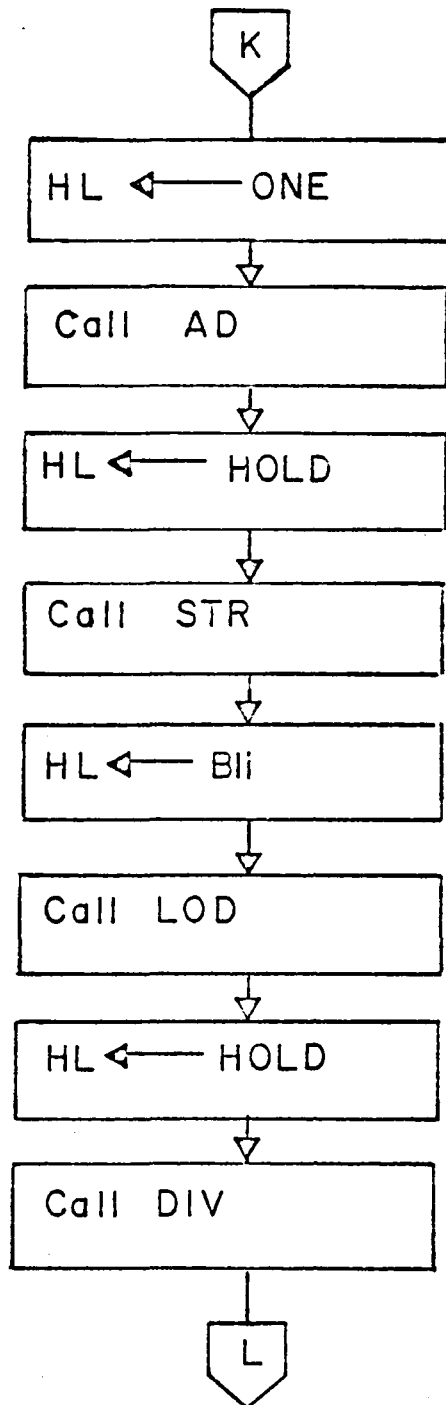 K
HL ← ONE
Call AD
HL ← HOLD
Call STR
HL ← Bli
Call LOD
HL ← HOLD
Call DIV
L